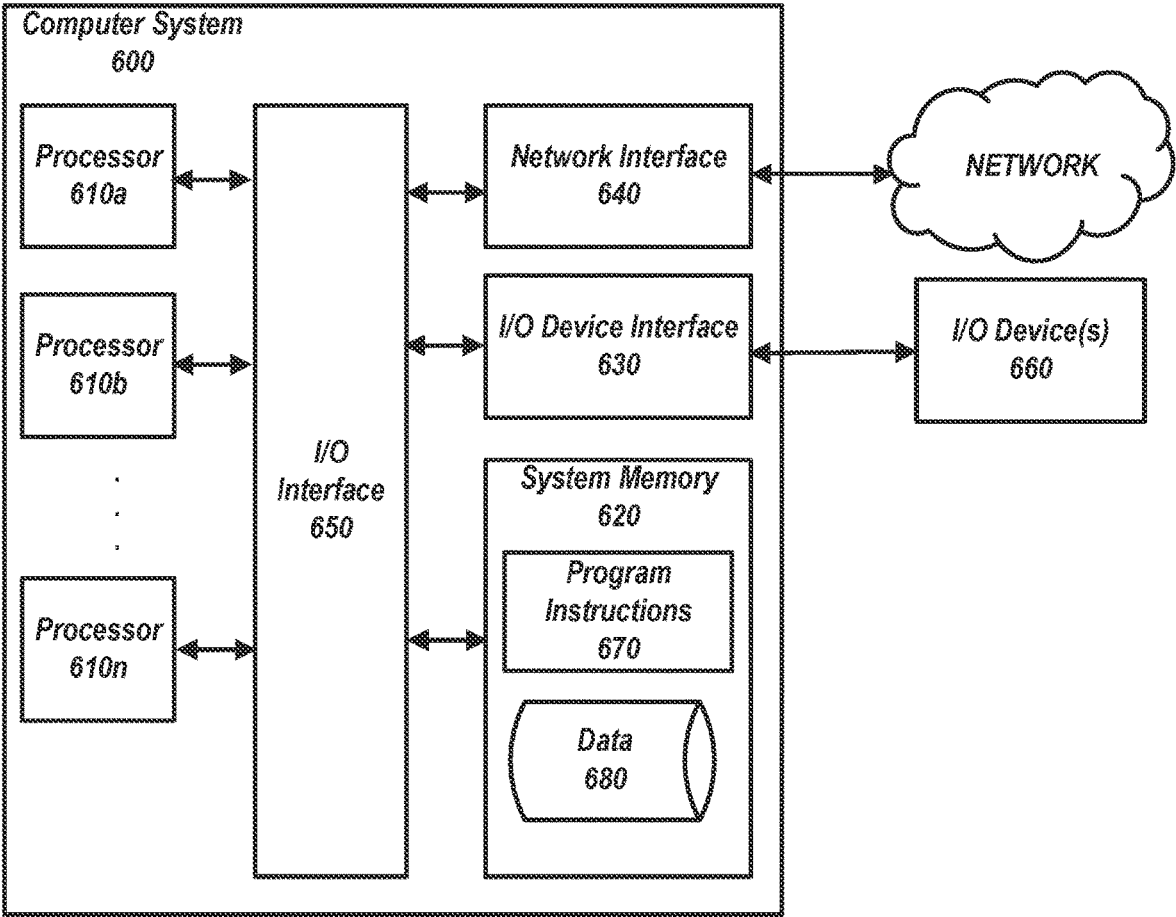 Computer System
600
Processor
610a
Processor
610b
Processor
610n
I/O
Interface
650
Network Interface
640
I/O Device Interface
630
System Memory
620
Program
Instructions
670
Data
680
NETWORK
I/O Device(s)
660